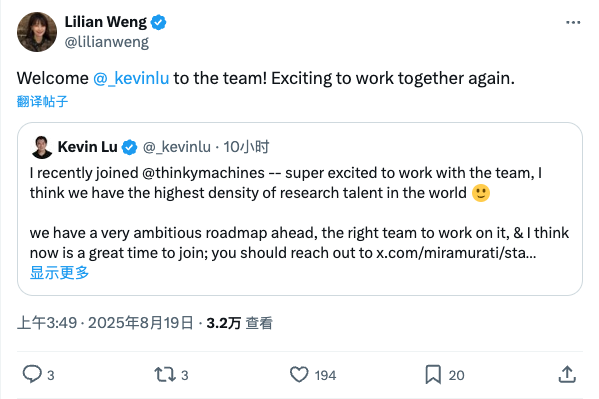 Lilian Weng
@lilianweng
Welcome @_kevinlu to the team! Exciting to work together again.
翻译帖子
Kevin Lu @_kevinlu · 10小时
I recently joined @thinkymachines -- super excited to work with the team, I
think we have the highest density of research talent in the world 🙂
we have a very ambitious roadmap ahead, the right team to work on it, & I think
now is a great time to join; you should reach out to x.com/miramurati/sta…
显示更多
上午3:49 · 2025年8月19日 · 3.2万 查看
3 3 194 20